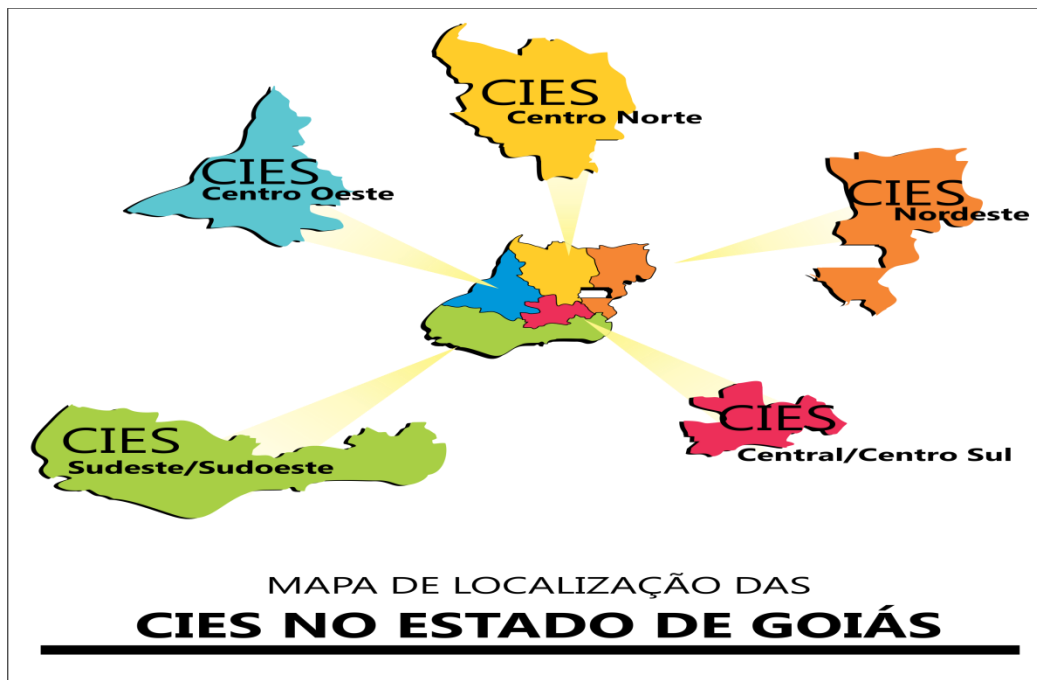 CIES
Centro Norte
CIES
Centro Oeste
CIES
Nordeste
CIES
Sudeste/Sudoeste
CIES
Central/Centro Sul
MAPA DE LOCALIZAÇÃO DAS
CIES NO ESTADO DE GOIÁS